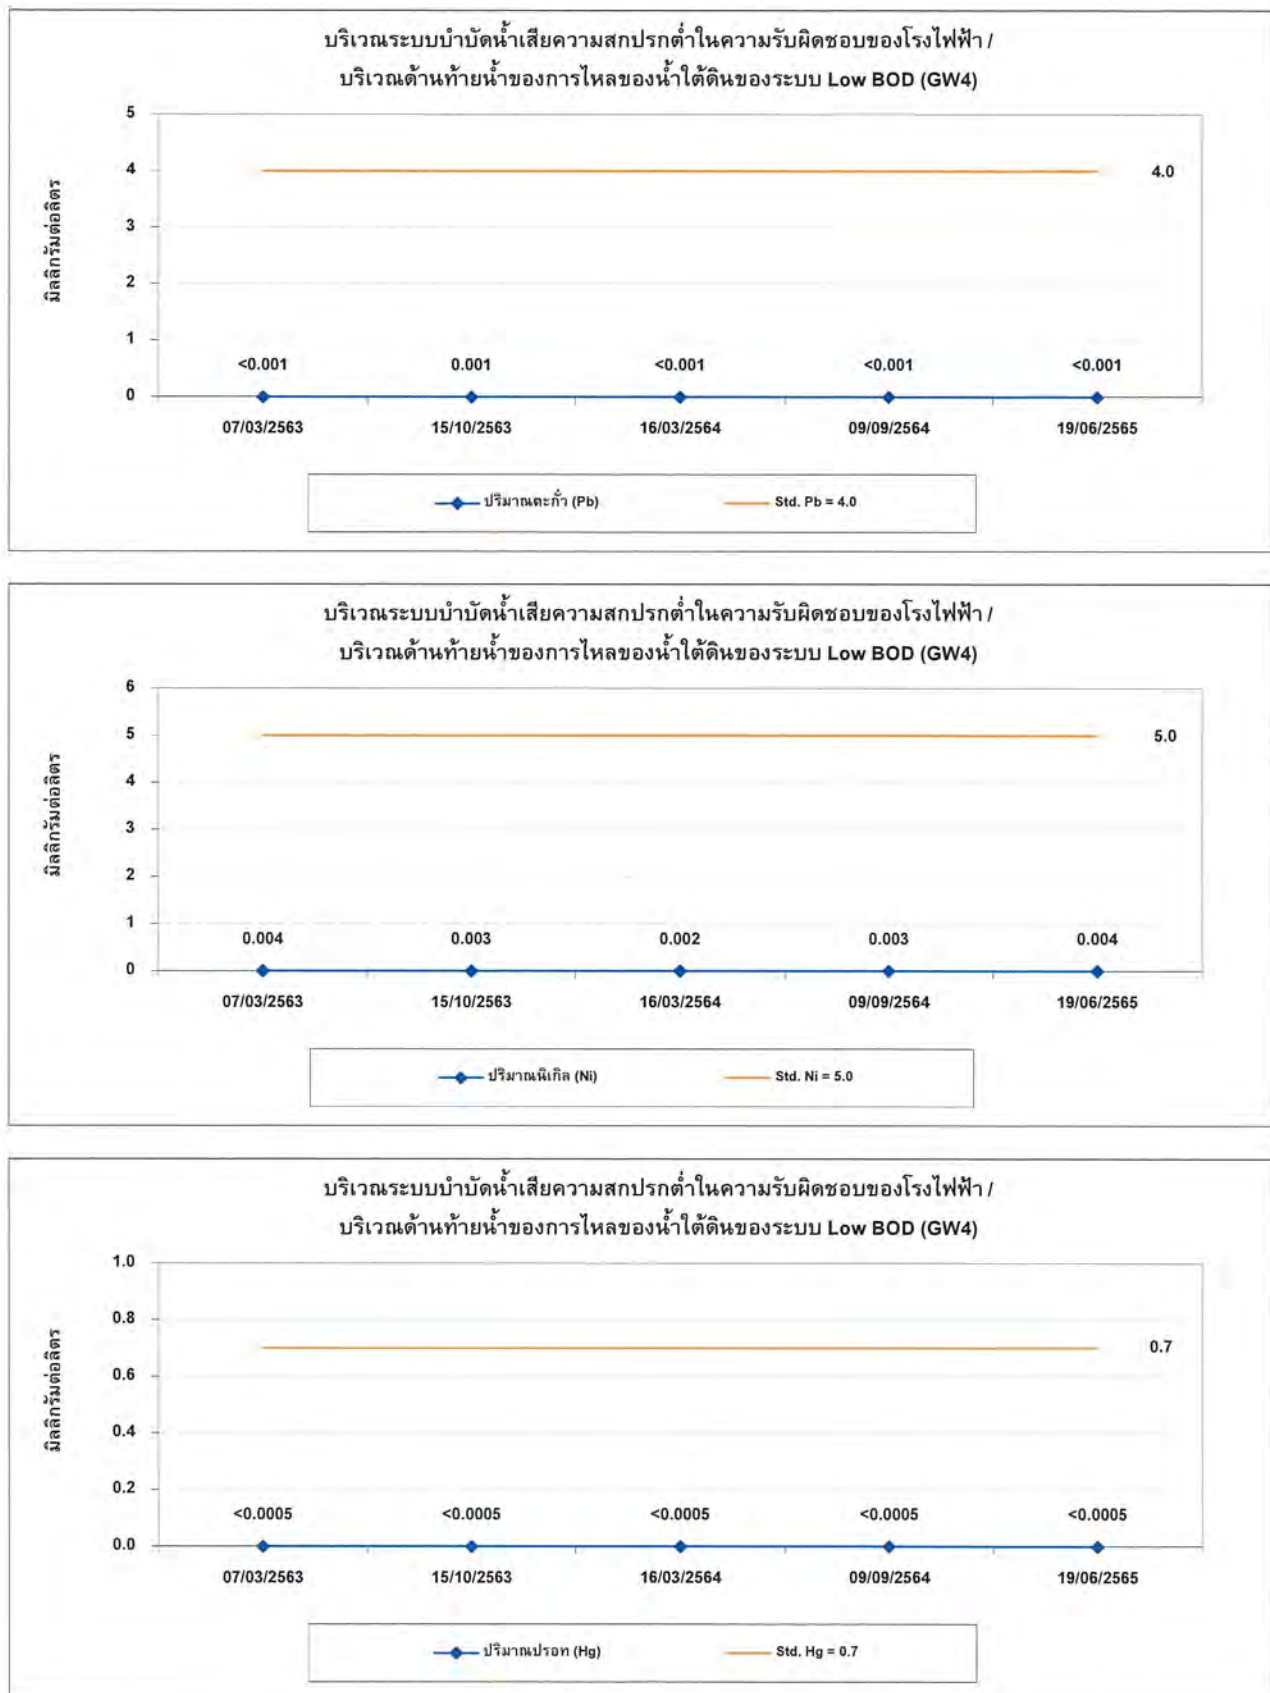 บริเวณระบบบำบัดน้ำเสียความสกปรกต่ำในความรับผิดชอบของโรงไฟฟ้า /
บริเวณด้านท้ายน้ำของการไหลของน้ำใต้ดินของระบบ Low BOD (GW4)
มิลลิกรัมต่อลิตร
5
4
3
2
1
0
4.0
<0.001 0.001 <0.001 <0.001 <0.001
07/03/2563 15/10/2563 16/03/2564 09/09/2564 19/06/2565
ปริมาณตะกั่ว (Pb) Std. Pb = 4.0
บริเวณระบบบำบัดน้ำเสียความสกปรกต่ำในความรับผิดชอบของโรงไฟฟ้า /
บริเวณด้านท้ายน้ำของการไหลของน้ำใต้ดินของระบบ Low BOD (GW4)
มิลลิกรัมต่อลิตร
6
5
4
3
2
1
0
5.0
0.004 0.003 0.002 0.003 0.004
07/03/2563 15/10/2563 16/03/2564 09/09/2564 19/06/2565
ปริมาณนิเกิล (Ni) Std. Ni = 5.0
บริเวณระบบบำบัดน้ำเสียความสกปรกต่ำในความรับผิดชอบของโรงไฟฟ้า /
บริเวณด้านท้ายน้ำของการไหลของน้ำใต้ดินของระบบ Low BOD (GW4)
มิลลิกรัมต่อลิตร
1.0
0.8
0.6
0.4
0.2
0.0
0.7
<0.0005 <0.0005 <0.0005 <0.0005 <0.0005
07/03/2563 15/10/2563 16/03/2564 09/09/2564 19/06/2565
ปริมาณปรอท (Hg) Std. Hg = 0.7